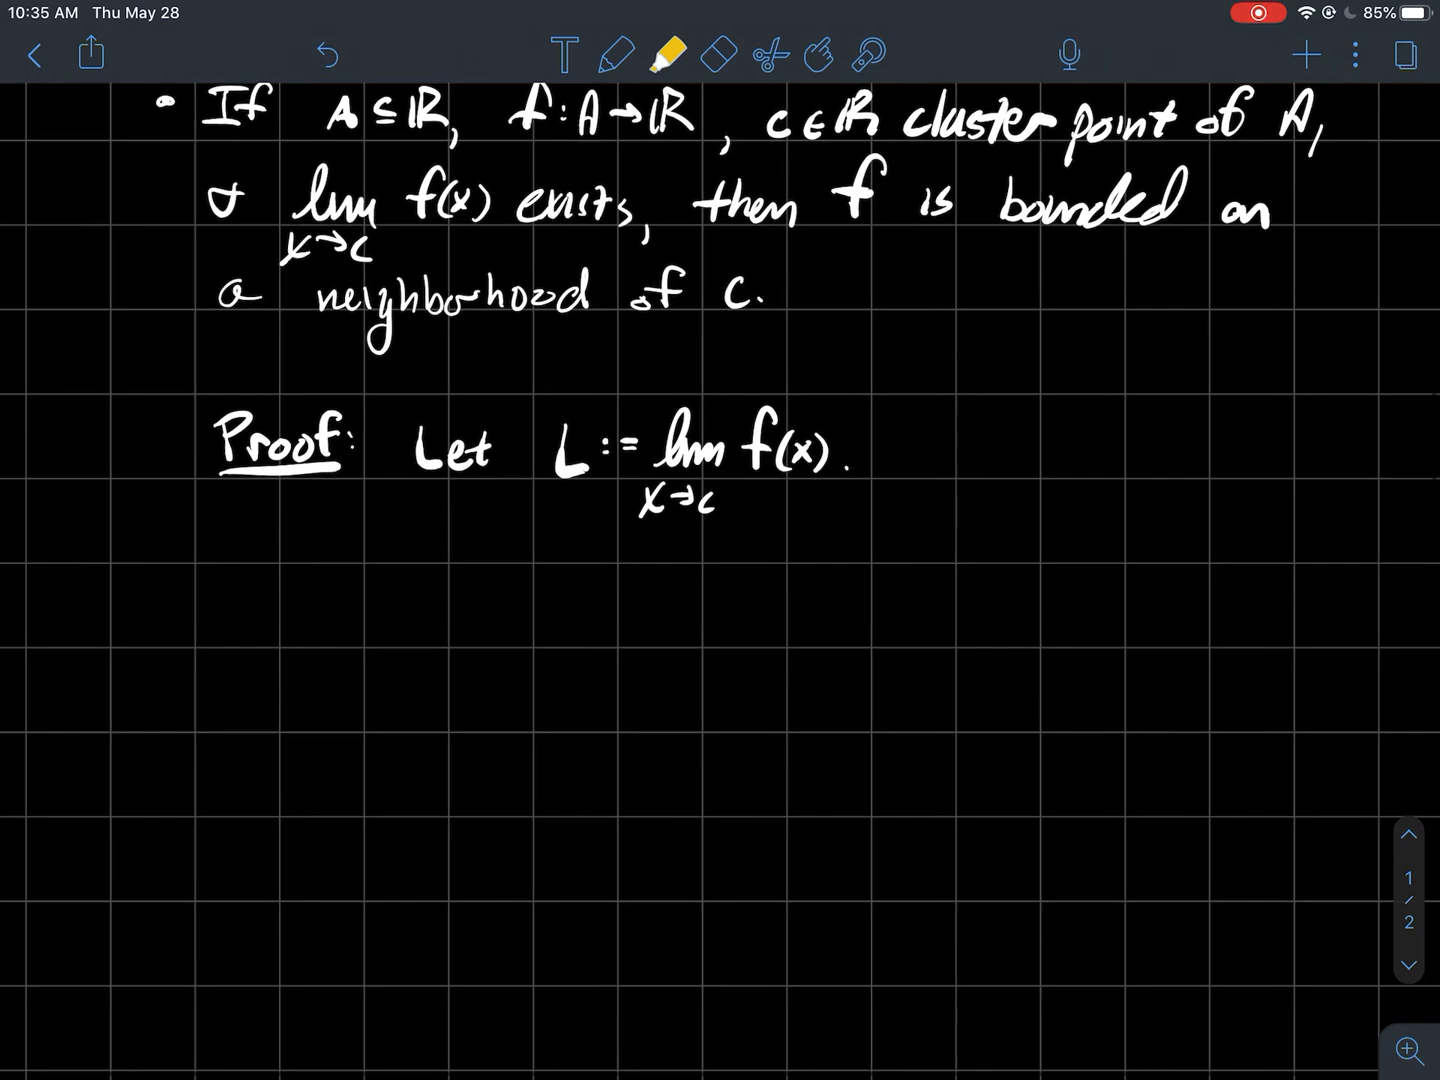 10:35 AM Thu May 28
85%
T
• If A ⊆ ℝ, f: A → ℝ, c ∈ ℝ cluster point of A,
& lim f(x) exists, then f is bounded on
x→c
a neighborhood of c.
Proof: Let L := lim f(x).
x→c
1
/
2